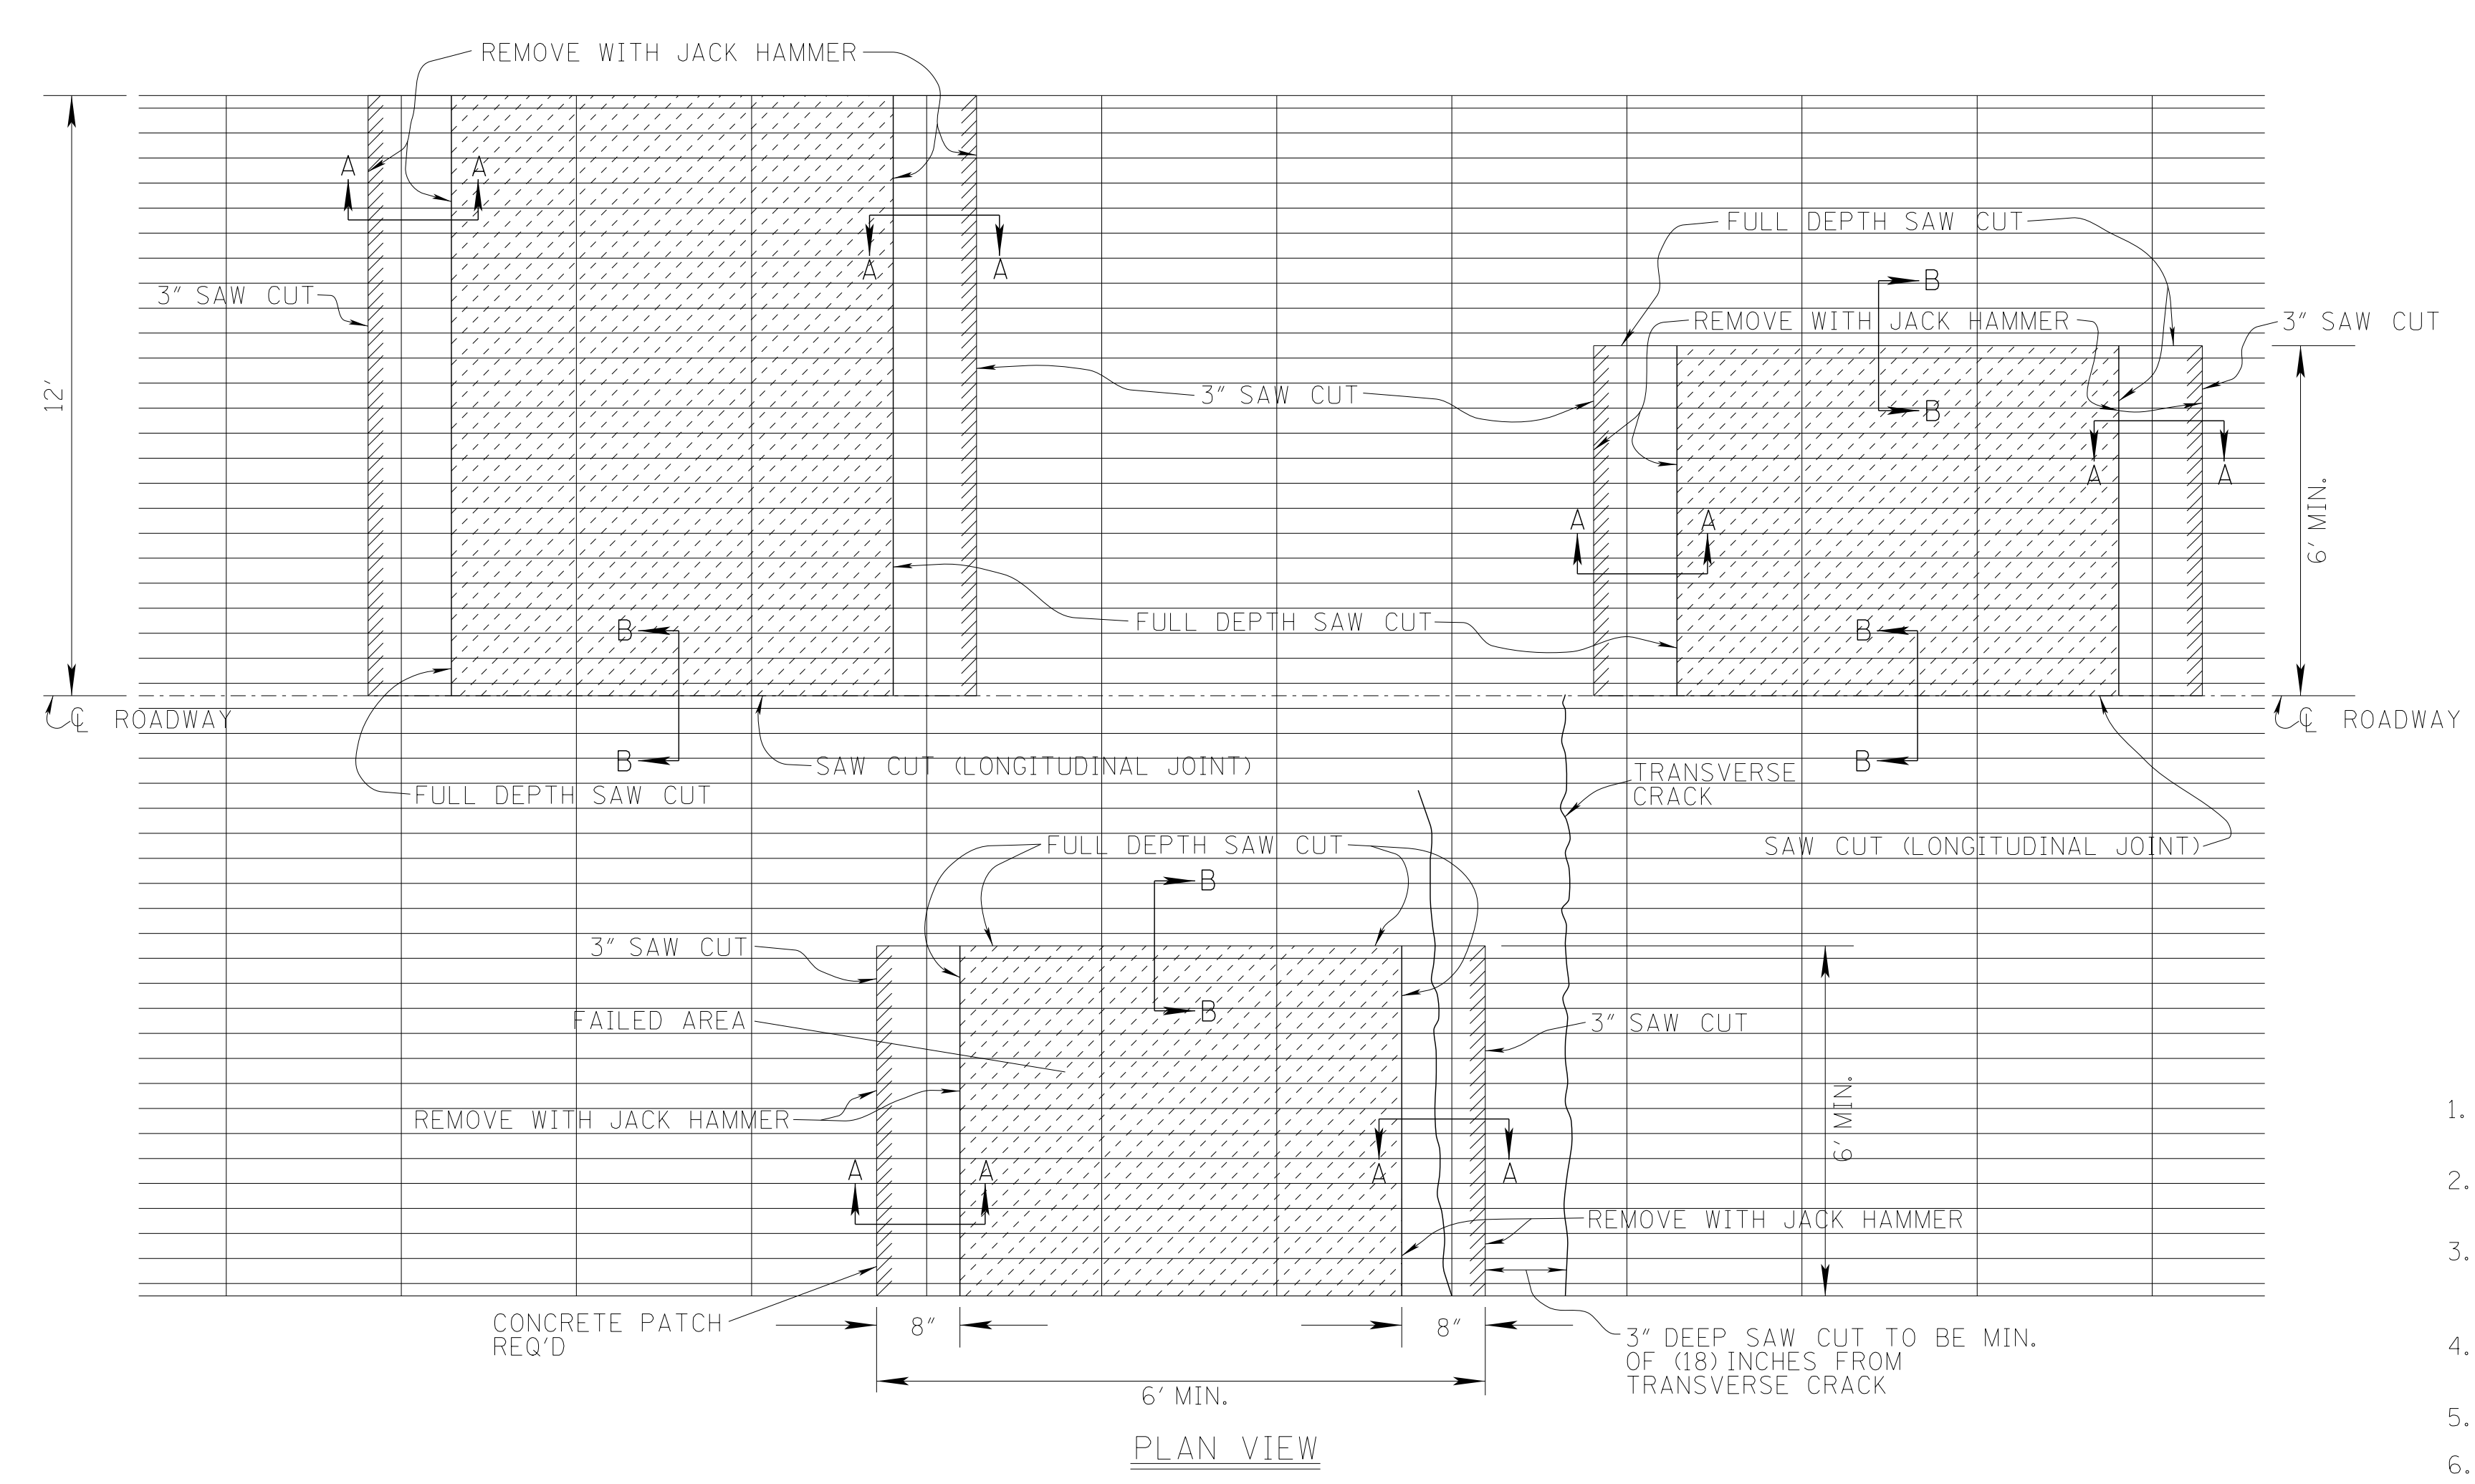 REMOVE WITH JACK HAMMER
A
A
A
A
FULL DEPTH SAW CUT
B
3" SAW CUT
REMOVE WITH JACK HAMMER
3" SAW CUT
12'
3" SAW CUT
B
A
A
6' MIN.
A
A
FULL DEPTH SAW CUT
B
B
℄ ROADWAY
℄ ROADWAY
B
SAW CUT (LONGITUDINAL JOINT)
B
TRANSVERSE
CRACK
FULL DEPTH SAW CUT
FULL DEPTH SAW CUT
SAW CUT (LONGITUDINAL JOINT)
B
3" SAW CUT
FAILED AREA
B
3" SAW CUT
REMOVE WITH JACK HAMMER
6' MIN.
1.
A
A
A
A
2.
REMOVE WITH JACK HAMMER
3.
CONCRETE PATCH
REQ'D
8"
8"
3" DEEP SAW CUT TO BE MIN.
OF (18) INCHES FROM
TRANSVERSE CRACK
4.
6' MIN.
5.
PLAN VIEW
6.